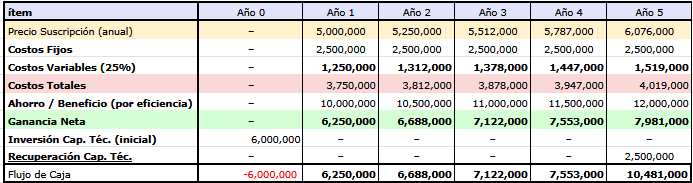 ítem Año 0 Año 1 Año 2 Año 3 Año 4 Año 5
Precio Suscripción (anual) – 5,000,000 5,250,000 5,512,000 5,787,000 6,076,000
Costos Fijos – 2,500,000 2,500,000 2,500,000 2,500,000 2,500,000
Costos Variables (25%) – 1,250,000 1,312,000 1,378,000 1,447,000 1,519,000
Costos Totales – 3,750,000 3,812,000 3,878,000 3,947,000 4,019,000
Ahorro / Beneficio (por eficiencia) – 10,000,000 10,500,000 11,000,000 11,500,000 12,000,000
Ganancia Neta – 6,250,000 6,688,000 7,122,000 7,553,000 7,981,000
Inversión Cap. Téc. (inicial) 6,000,000 – – – – –
Recuperación Cap. Téc. – – – – 2,500,000
Flujo de Caja -6,000,000 6,250,000 6,688,000 7,122,000 7,553,000 10,481,000